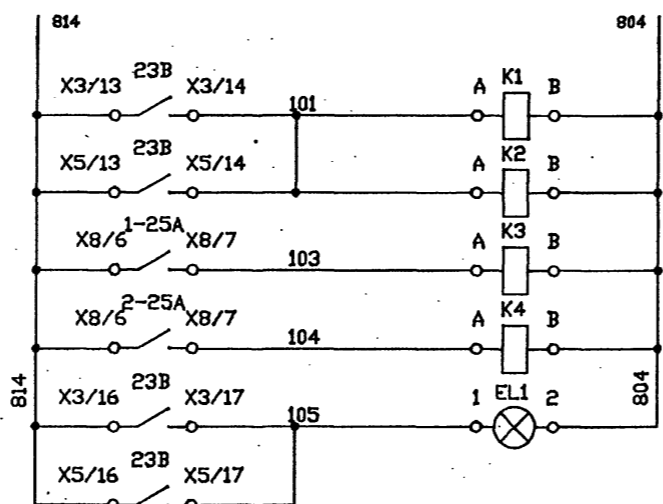 814 804
23B K1
X3/13 X3/14 101 A B
23B K2
X5/13 X5/14 A B
1-25A K3
X8/6 X8/7 103 A B
2-25A K4
X8/6 X8/7 104 A B
814 804
23B EL1
X3/16 X3/17 105 1 2
23B
X5/16 X5/17